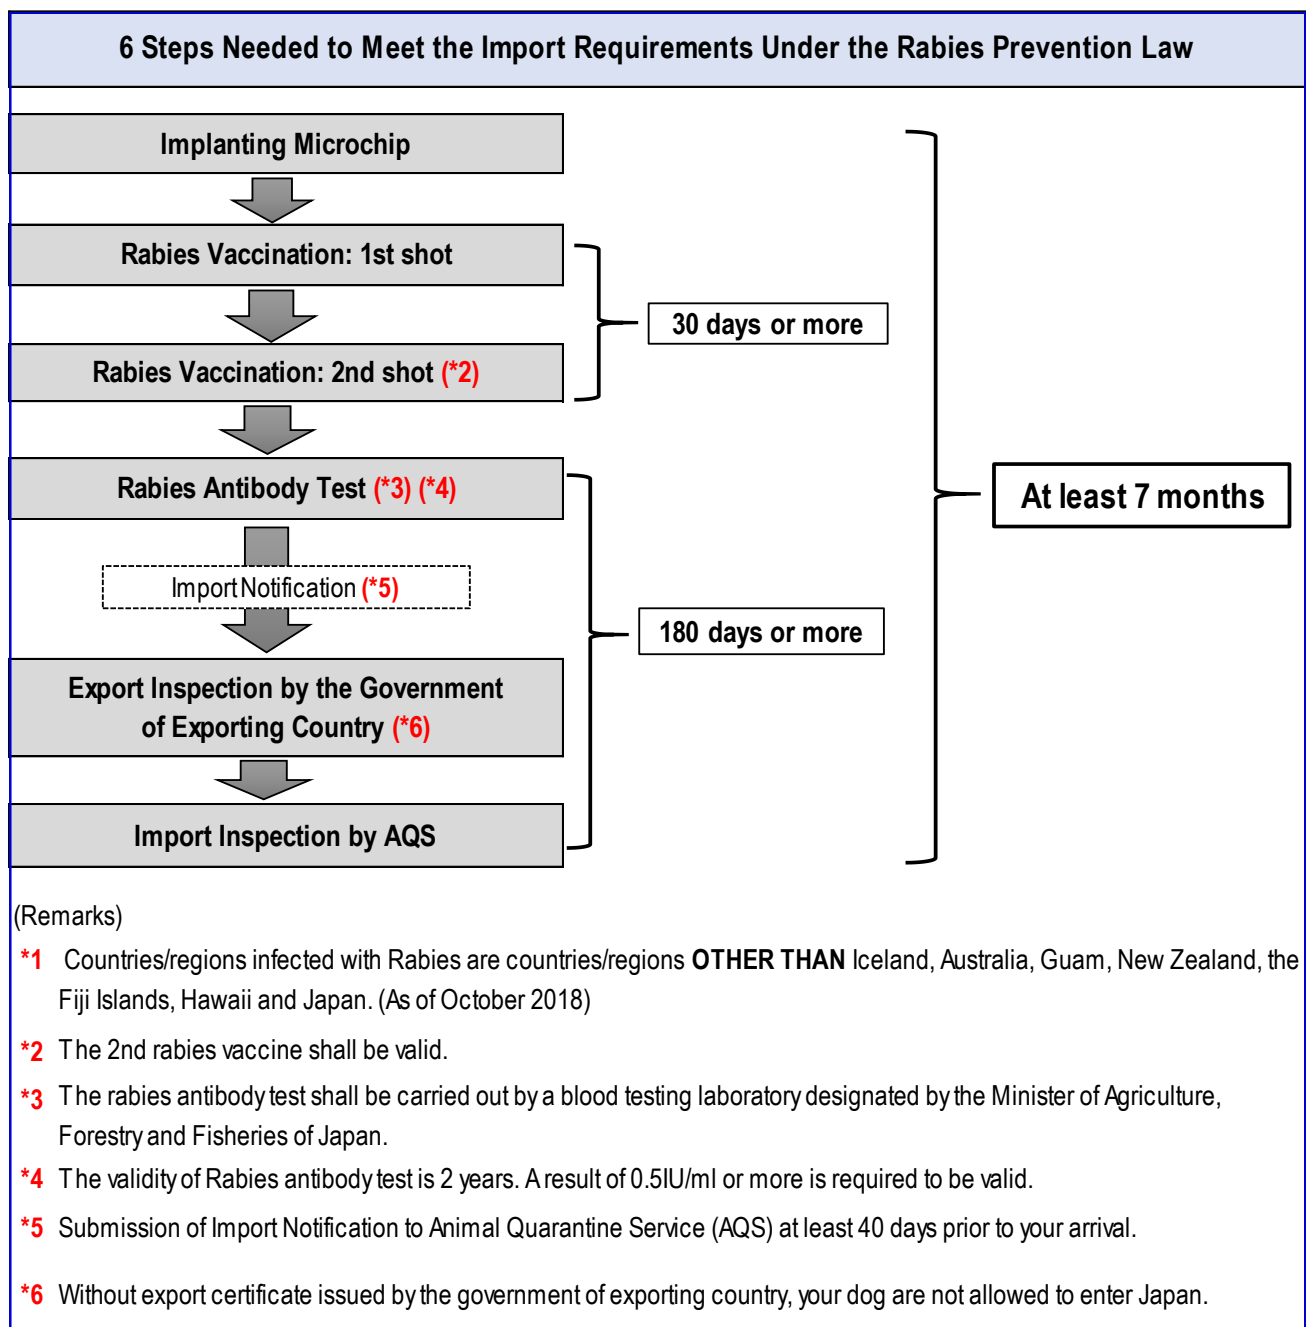 6 Steps Needed to Meet the Import Requirements Under the Rabies Prevention Law
Implanting Microchip
Rabies Vaccination: 1st shot
30 days or more
Rabies Vaccination: 2nd shot (*2)
Rabies Antibody Test (*3) (*4)
At least 7 months
Import Notification (*5)
180 days or more
Export Inspection by the Government
of Exporting Country (*6)
Import Inspection by AQS
(Remarks)
*1 Countries/regions infected with Rabies are countries/regions OTHER THAN Iceland, Australia, Guam, New Zealand, the
Fiji Islands, Hawaii and Japan. (As of October 2018)
*2 The 2nd rabies vaccine shall be valid.
*3 The rabies antibody test shall be carried out by a blood testing laboratory designated by the Minister of Agriculture,
Forestry and Fisheries of Japan.
*4 The validity of Rabies antibody test is 2 years. A result of 0.5IU/ml or more is required to be valid.
*5 Submission of Import Notification to Animal Quarantine Service (AQS) at least 40 days prior to your arrival.
*6 Without export certificate issued by the government of exporting country, your dog are not allowed to enter Japan.